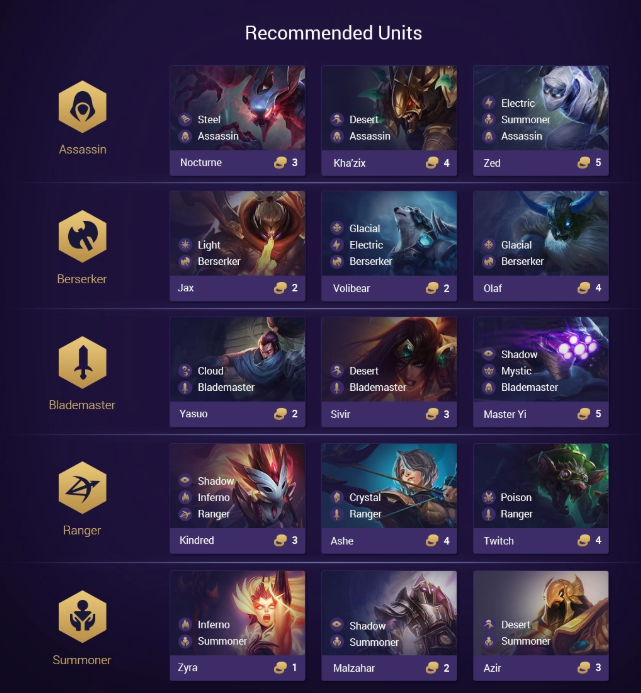 Recommended Units
Assassin
Steel
Assassin
Nocturne 3
Desert
Assassin
Kha'zix 4
Electric
Summoner
Assassin
Zed 5
Berserker
Light
Berserker
Jax 2
Glacial
Electric
Berserker
Volibear 2
Glacial
Berserker
Olaf 4
Blademaster
Cloud
Blademaster
Yasuo 2
Desert
Blademaster
Sivir 3
Shadow
Mystic
Blademaster
Master Yi 5
Ranger
Shadow
Inferno
Ranger
Kindred 3
Crystal
Ranger
Ashe 4
Poison
Ranger
Twitch 4
Summoner
Inferno
Summoner
Zyra 1
Shadow
Summoner
Malzahar 2
Desert
Summoner
Azir 3